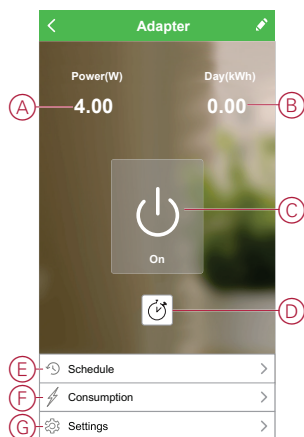 Adapter
Power(W) Day(kWh)
A 4.00 0.00 B
C
On
D
E Schedule
F Consumption
G Settings